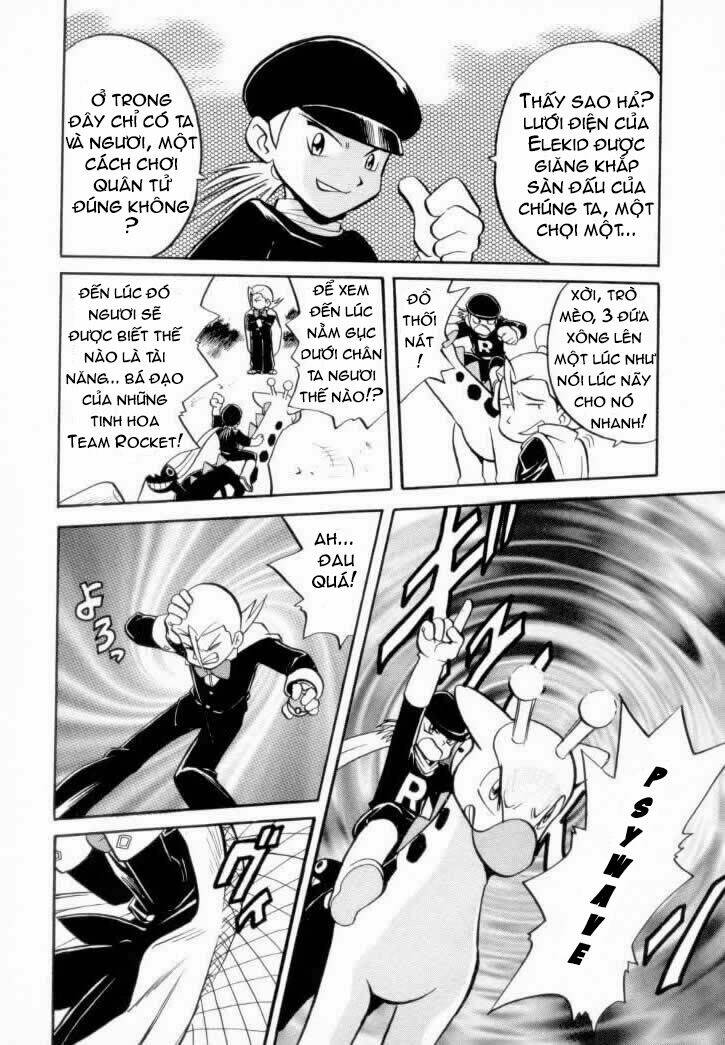 Thấy sao hả?
lưới điện của
Elekid được
giăng khắp
sàn đấu của
chúng ta, một
chọi một...
Ở trong
đây chỉ có ta
và ngươi, một
cách chơi
quân tử
đúng không
?
Xời, trò
mèo, 3 đứa
xông lên
một lúc như
nói lúc nãy
cho nó
nhanh!
Đồ
thối
nát
!
R
Để xem
đến lúc
nằm gục
dưới chân
ta ngươi
thế nào!?
Đến lúc đó
ngươi sẽ
được biết thế
nào là tài
năng... bá đạo
của những
tinh hoa
Team Rocket!
Ah...
đau
quá!
よろっ
R
PSYWAVE
グイ